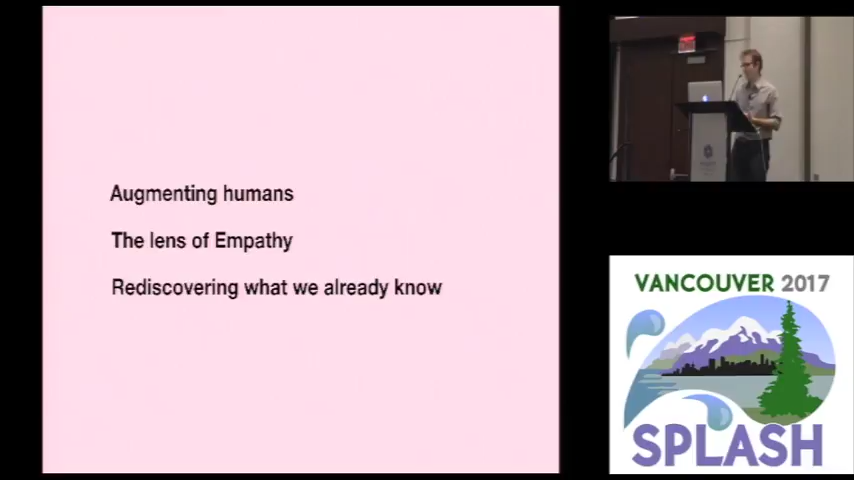 Augmenting humans
The lens of Empathy
Rediscovering what we already know
VANCOUVER 2017
SPLASH